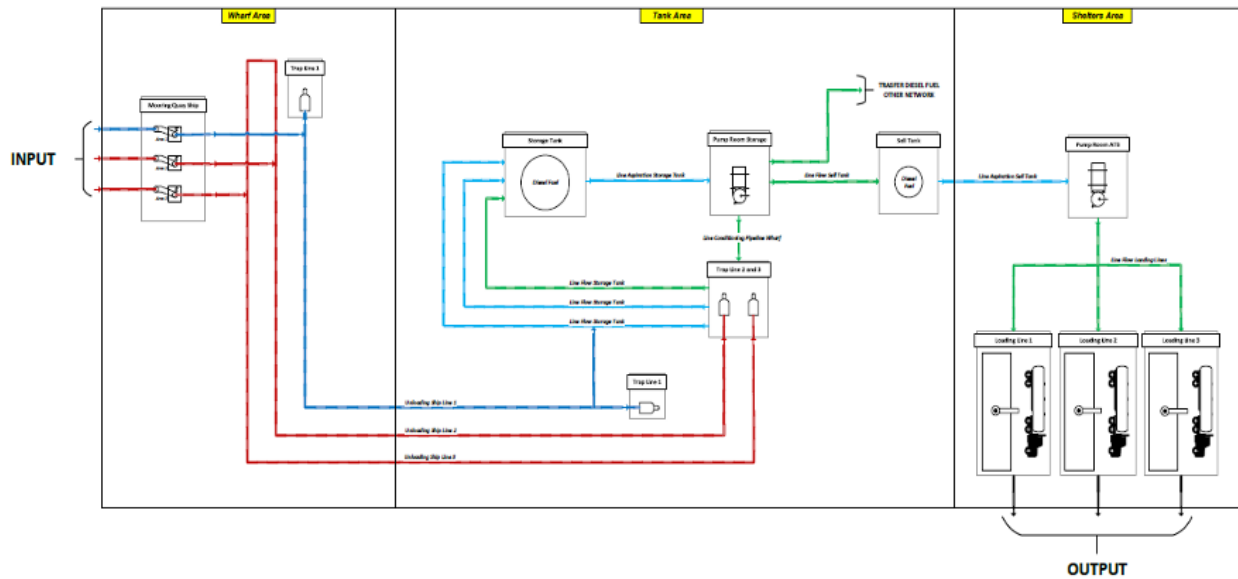 Wharf Area
Tank Area
Shelters Area
Trap Line 1
Mooring Quay Ship
INPUT
TRASFER DIESEL FUEL
OTHER NETWORK
Storage Tank
Diesel Fuel
Line Aspiration Storage Tank
Pump Room Storage
Line Flow Sell Tank
Sell Tank
Diesel
Fuel
Line Aspiration Sell Tank
Pump Room ATB
Line Conditioning Pipeline Wharf
Trap Line 2 and 3
Line Flow Storage Tank
Line Flow Storage Tank
Line Flow Storage Tank
Line Flow Loading Lines
Loading Line 1
Loading Line 2
Loading Line 3
Trap Line 1
Unloading Ship Line 1
Unloading Ship Line 2
Unloading Ship Line 3
OUTPUT